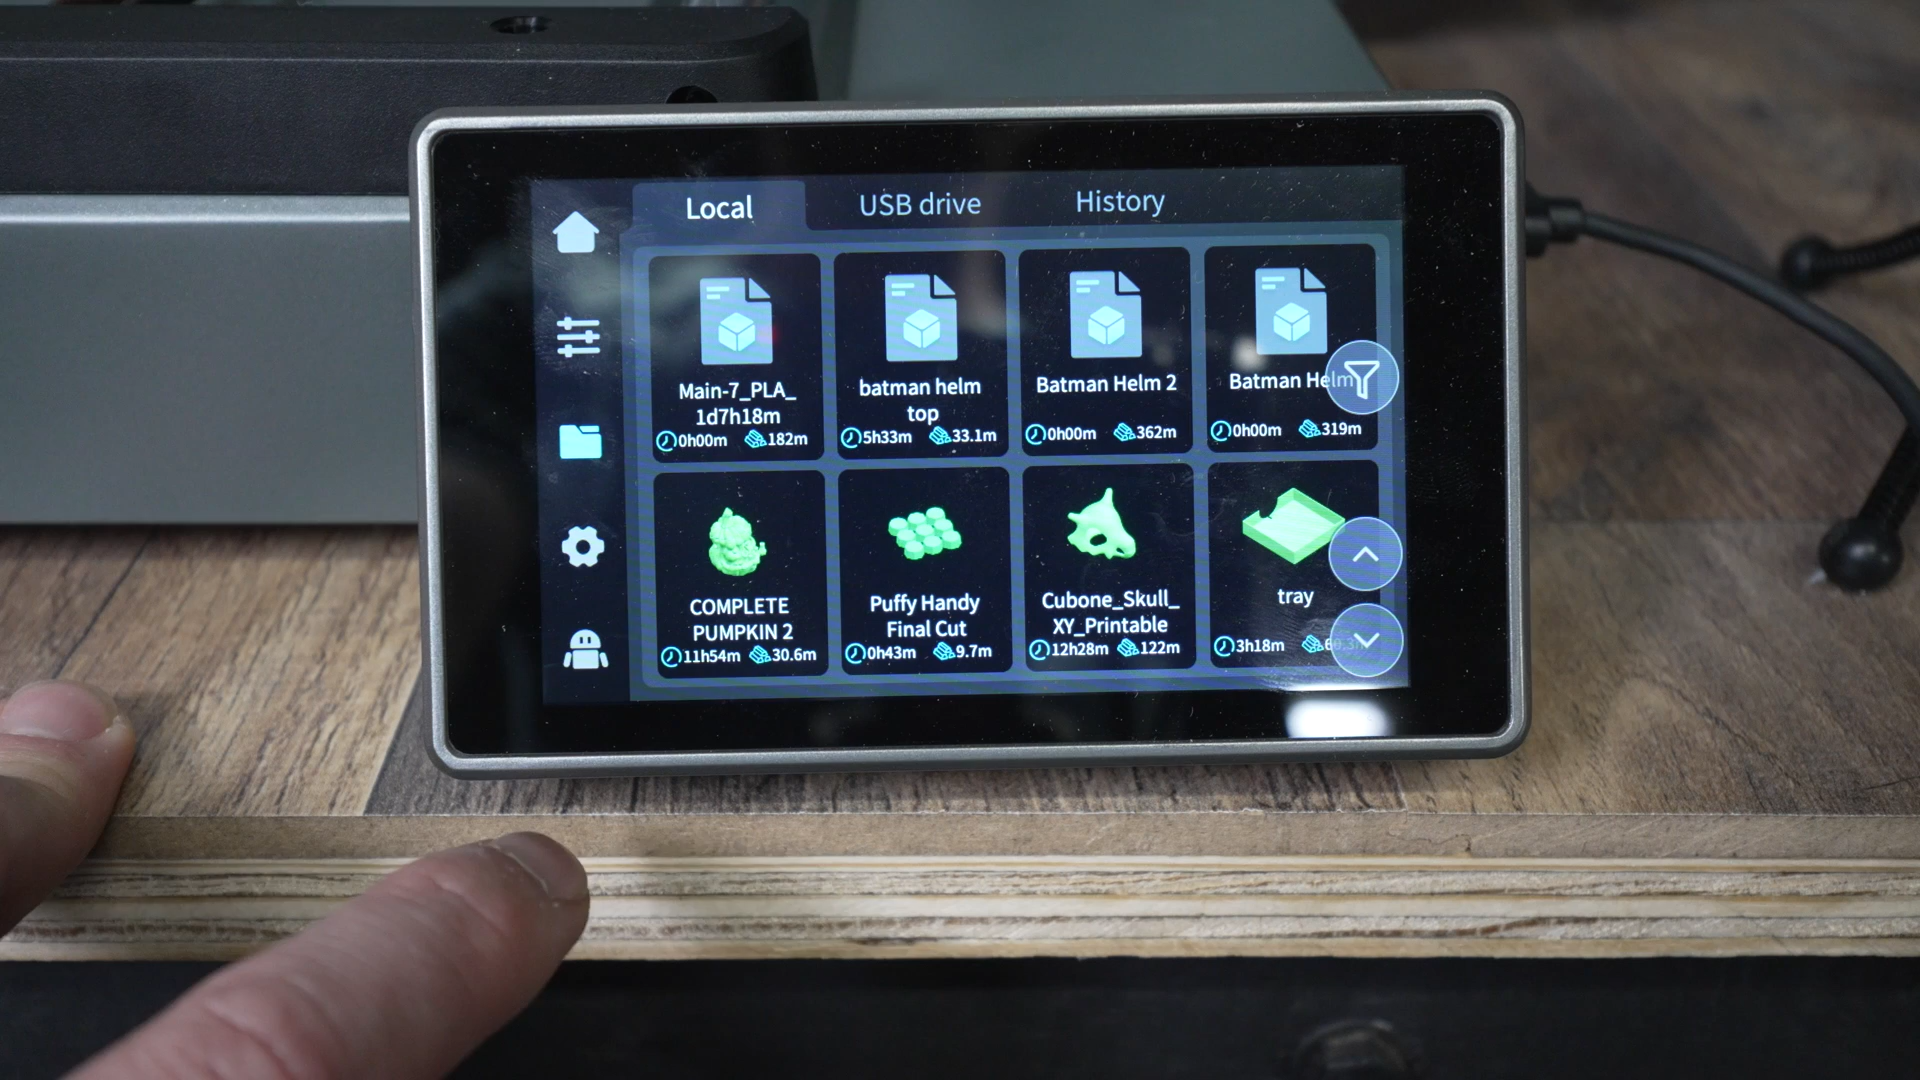 Local
USB drive
History
Main-7_PLA_
1d7h18m
0h00m 182m
batman helm
top
5h33m 33.1m
Batman Helm 2
0h00m 362m
Batman Helm
0h00m 319m
COMPLETE
PUMPKIN 2
11h54m 30.6m
Puffy Handy
Final Cut
0h43m 9.7m
Cubone_Skull_
XY_Printable
12h28m 122m
tray
3h18m